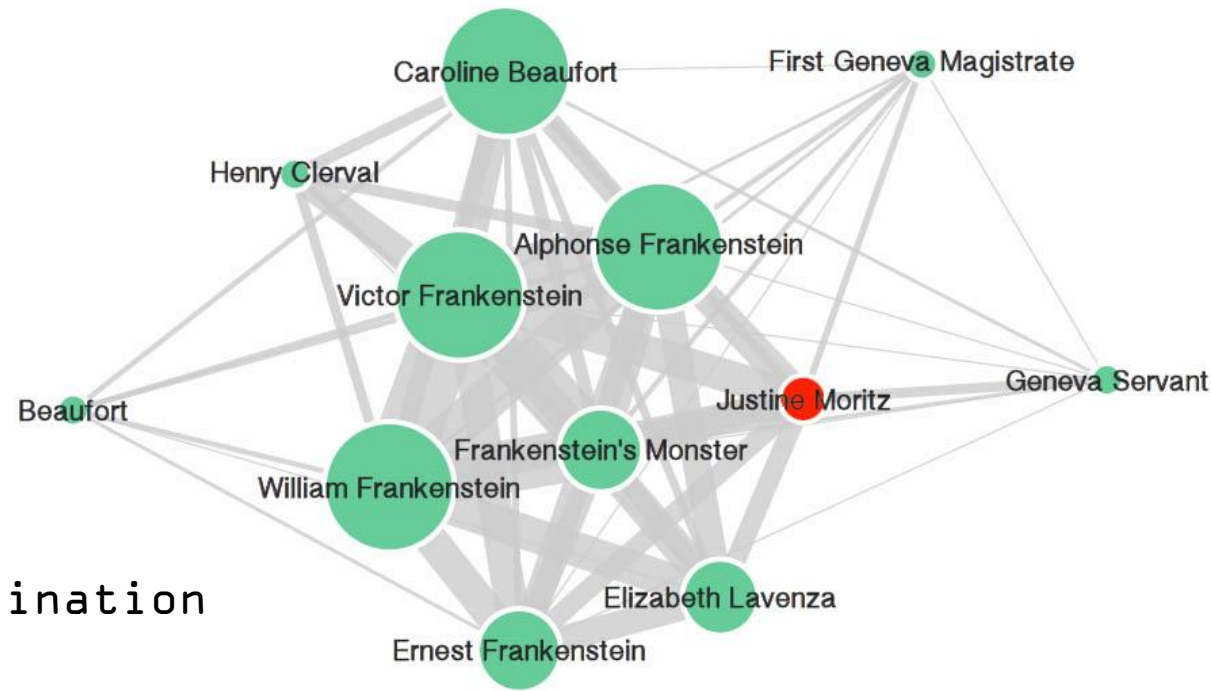 Caroline Beaufort
First Geneva Magistrate
Henry Clerval
Alphonse Frankenstein
Victor Frankenstein
Geneva Servant
Justine Moritz
Beaufort
Frankenstein's Monster
William Frankenstein
ination
Elizabeth Lavenza
Ernest Frankenstein